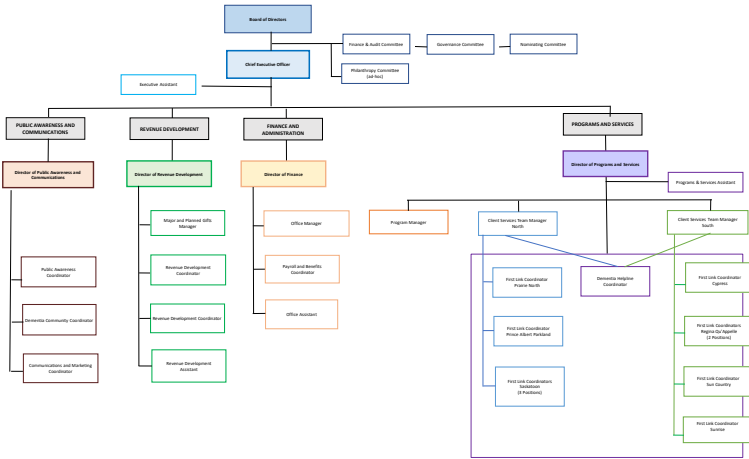 Board of Directors
Finance & Audit Committee
Governance Committee
Nominating Committee
Chief Executive Officer
Philanthropy Committee
(ad-hoc)
Executive Assistant
PUBLIC AWARENESS AND
COMMUNICATIONS
REVENUE DEVELOPMENT
FINANCE AND
ADMINISTRATION
PROGRAMS AND SERVICES
Director of Public Awareness and
Communications
Director of Revenue Development
Director of Finance
Director of Programs and Services
Programs & Services Assistant
Major and Planned Gifts
Manager
Office Manager
Program Manager
Client Services Team Manager
North
Client Services Team Manager
South
Public Awareness
Coordinator
Revenue Development
Coordinator
Payroll and Benefits
Coordinator
First Link Coordinator
Prairie North
Dementia Helpline
Coordinator
First Link Coordinator
Cypress
Dementia Community Coordinator
Revenue Development Coordinator
Office Assistant
First Link Coordinator
Prince Albert Parkland
First Link Coordinators
Regina Qu'Appelle
(2 Positions)
Communications and Marketing
Coordinator
Revenue Development
Assistant
First Link Coordinators
Saskatoon
(3 Positions)
First Link Coordinator
Sun Country
First Link Coordinator
Sunrise